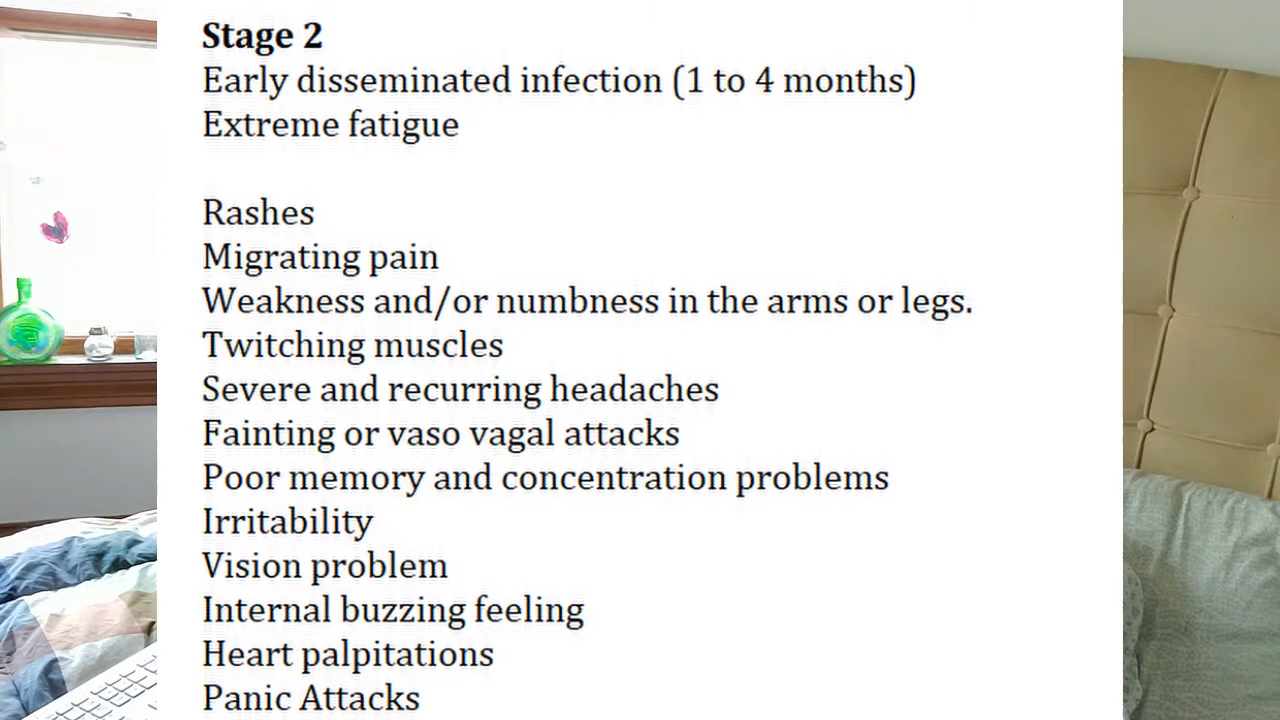 Stage 2
Early disseminated infection (1 to 4 months)
Extreme fatigue
Rashes
Migrating pain
Weakness and/or numbness in the arms or legs.
Twitching muscles
Severe and recurring headaches
Fainting or vaso vagal attacks
Poor memory and concentration problems
Irritability
Vision problem
Internal buzzing feeling
Heart palpitations
Panic Attacks